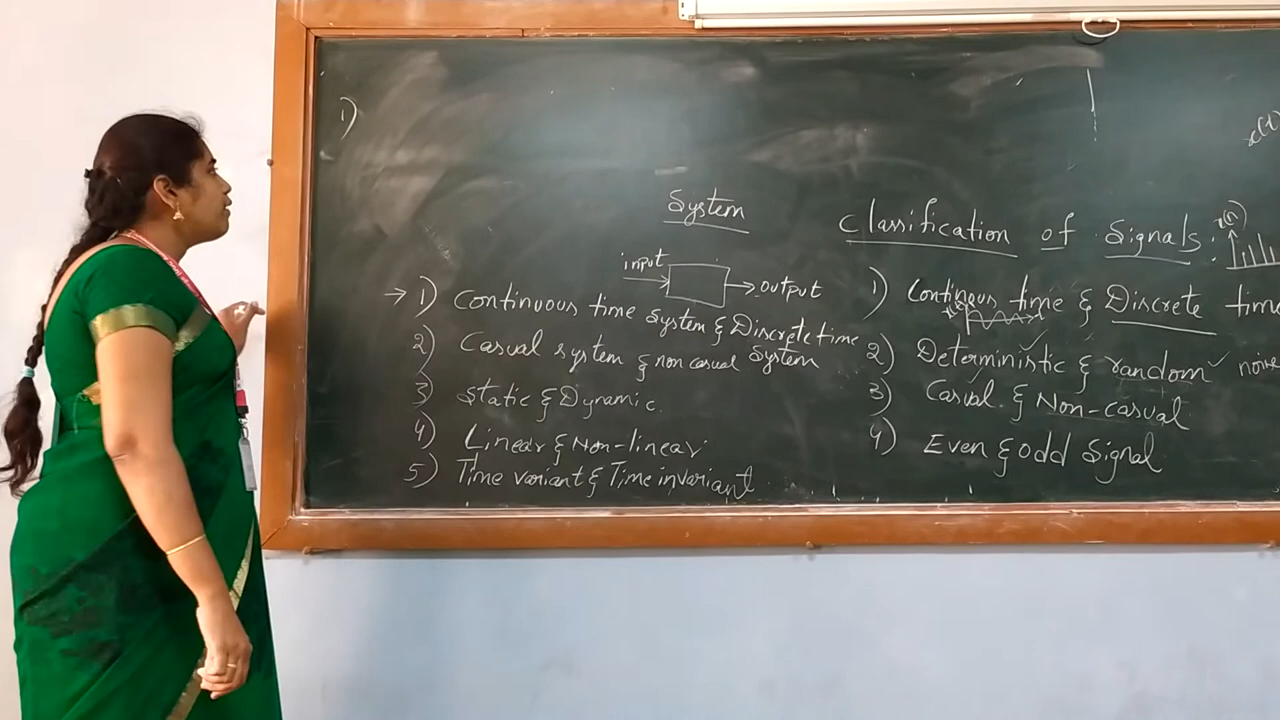 1)
System
input
output
→ 1) Continuous time System & Discrete time
2) Casual system & non casual System
3) Static & Dynamic.
4) Linear & Non-linear
5) Time variant & Time invariant
x(t)
Classification of Signals:
x(n)
1) Continous time & Discrete time
2) Deterministic ✓ & random ✓ noise
3) Casual & Non-casual
4) Even & odd Signal